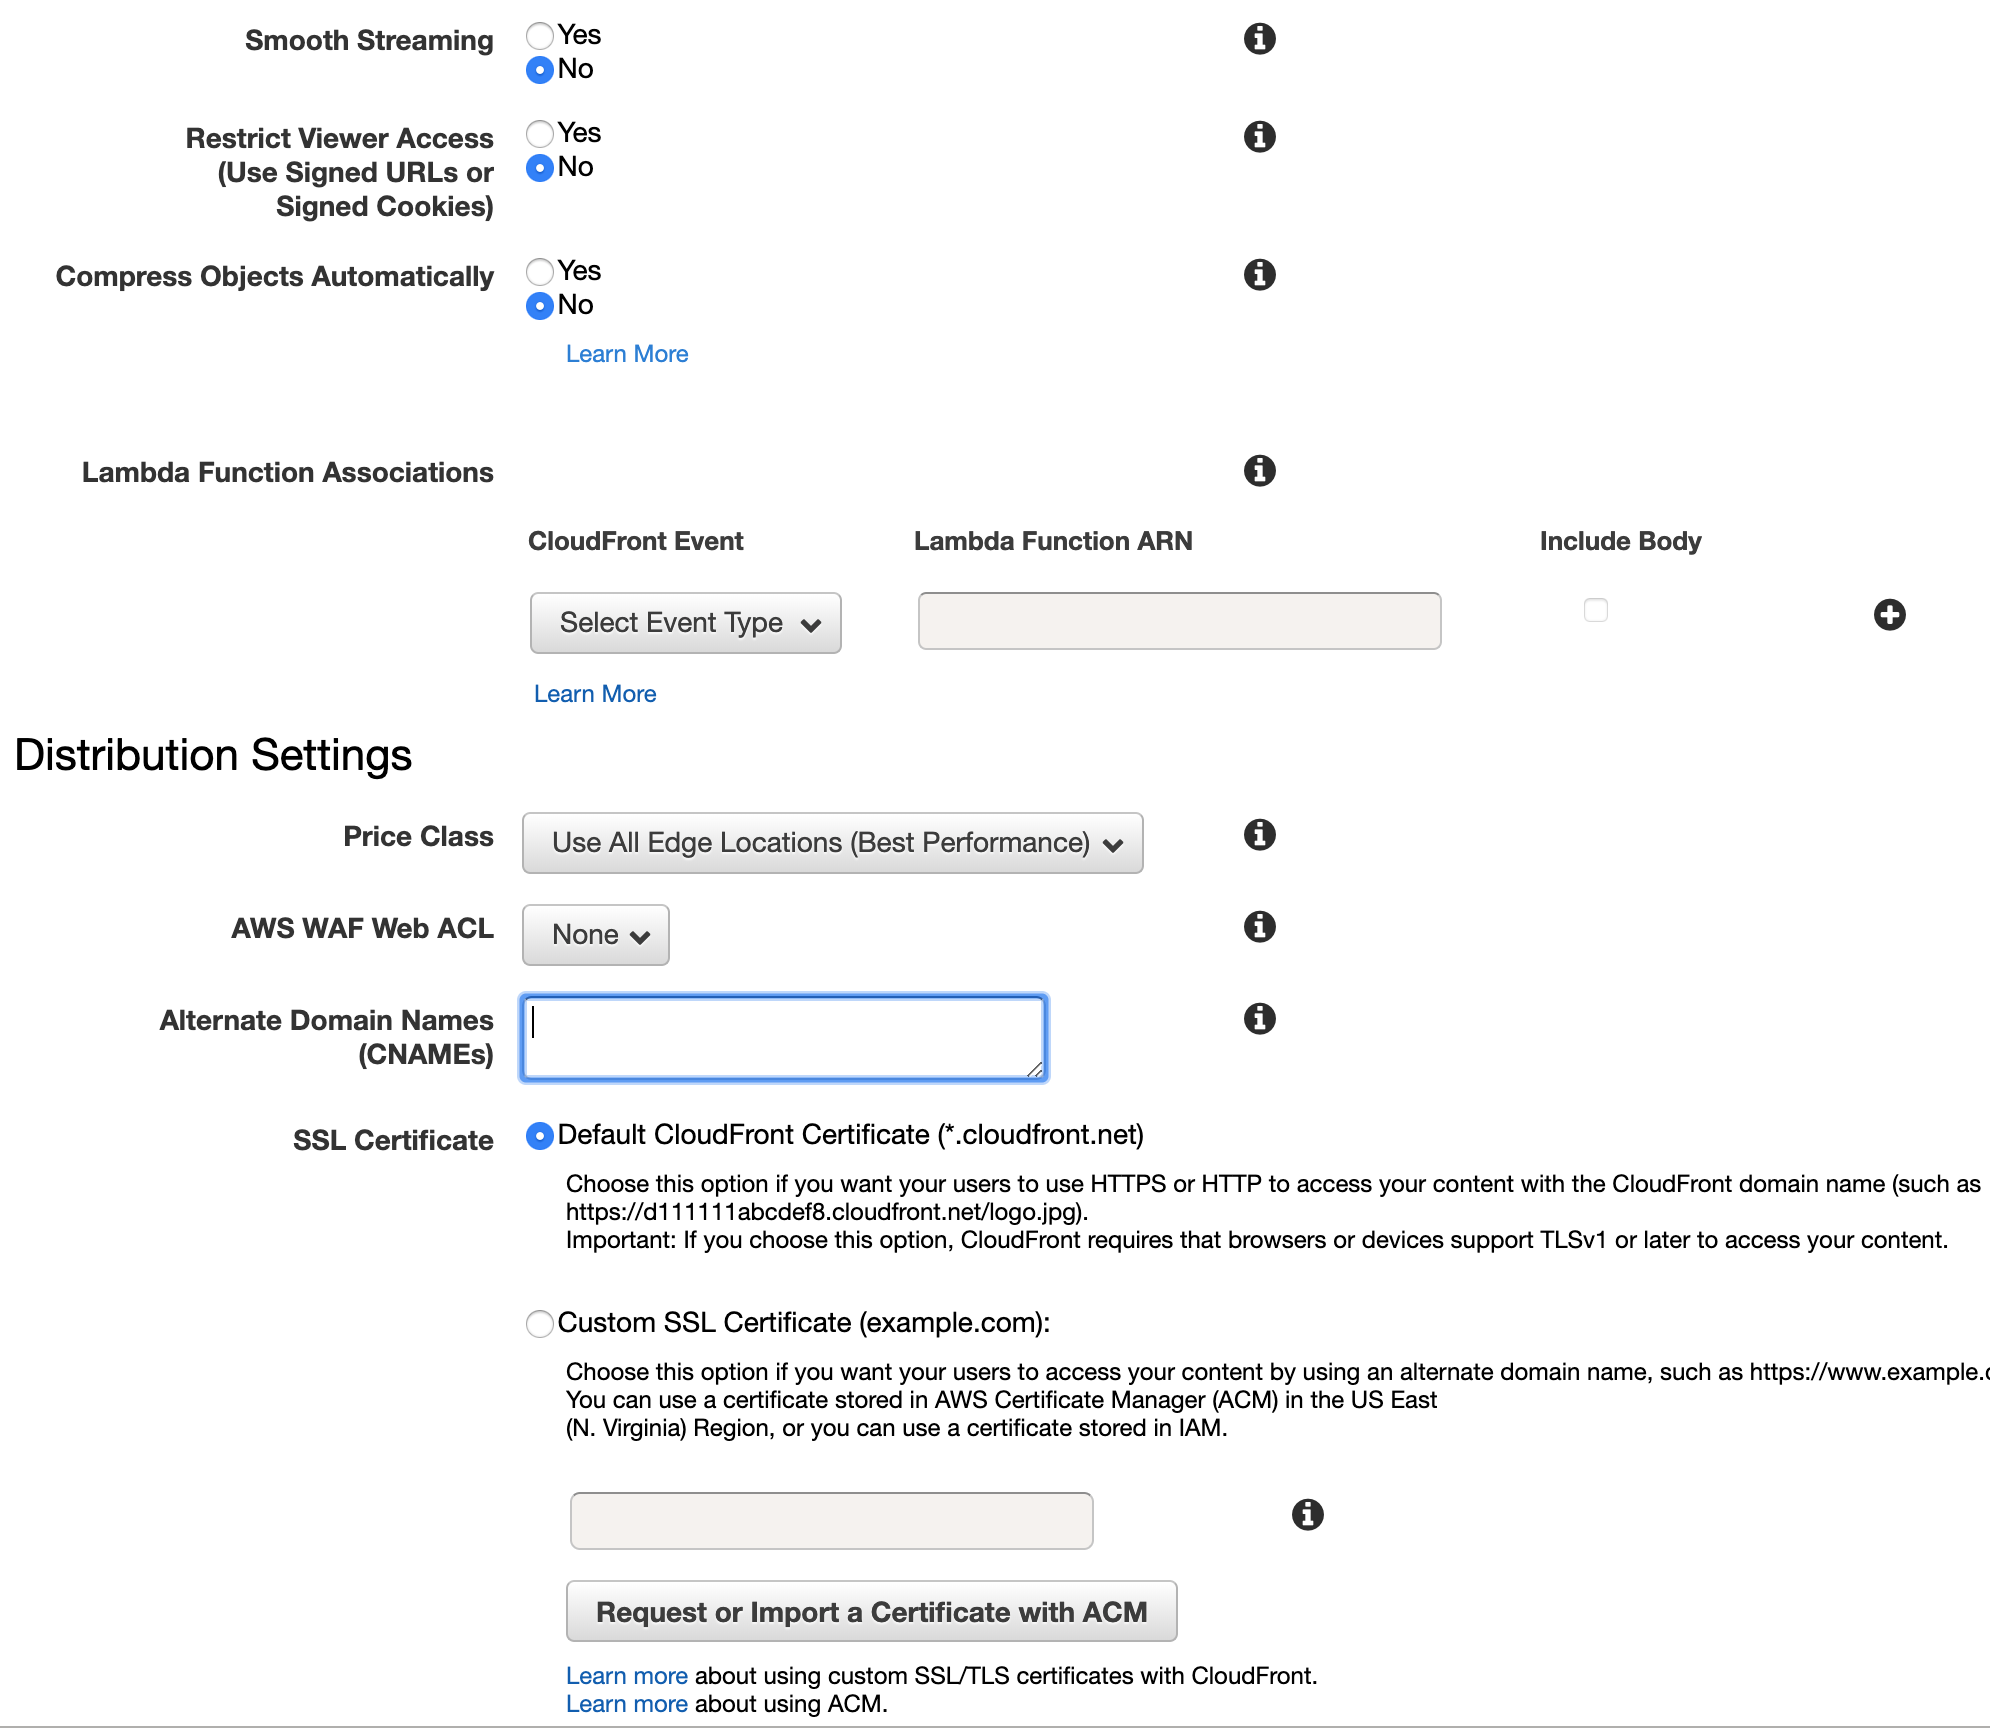 Smooth Streaming
Yes
No
Restrict Viewer Access
(Use Signed URLs or
Signed Cookies)
Yes
No
Compress Objects Automatically
Yes
No
Learn More
Lambda Function Associations
CloudFront Event
Lambda Function ARN
Include Body
Select Event Type
Learn More
Distribution Settings
Price Class
Use All Edge Locations (Best Performance)
AWS WAF Web ACL
None
Alternate Domain Names
(CNAMEs)
SSL Certificate
Default CloudFront Certificate (*.cloudfront.net)
Choose this option if you want your users to use HTTPS or HTTP to access your content with the CloudFront domain name (such as
https://d111111abcdef8.cloudfront.net/logo.jpg).
Important: If you choose this option, CloudFront requires that browsers or devices support TLSv1 or later to access your content.
Custom SSL Certificate (example.com):
Choose this option if you want your users to access your content by using an alternate domain name, such as https://www.example.
You can use a certificate stored in AWS Certificate Manager (ACM) in the US East
(N. Virginia) Region, or you can use a certificate stored in IAM.
Request or Import a Certificate with ACM
Learn more about using custom SSL/TLS certificates with CloudFront.
Learn more about using ACM.